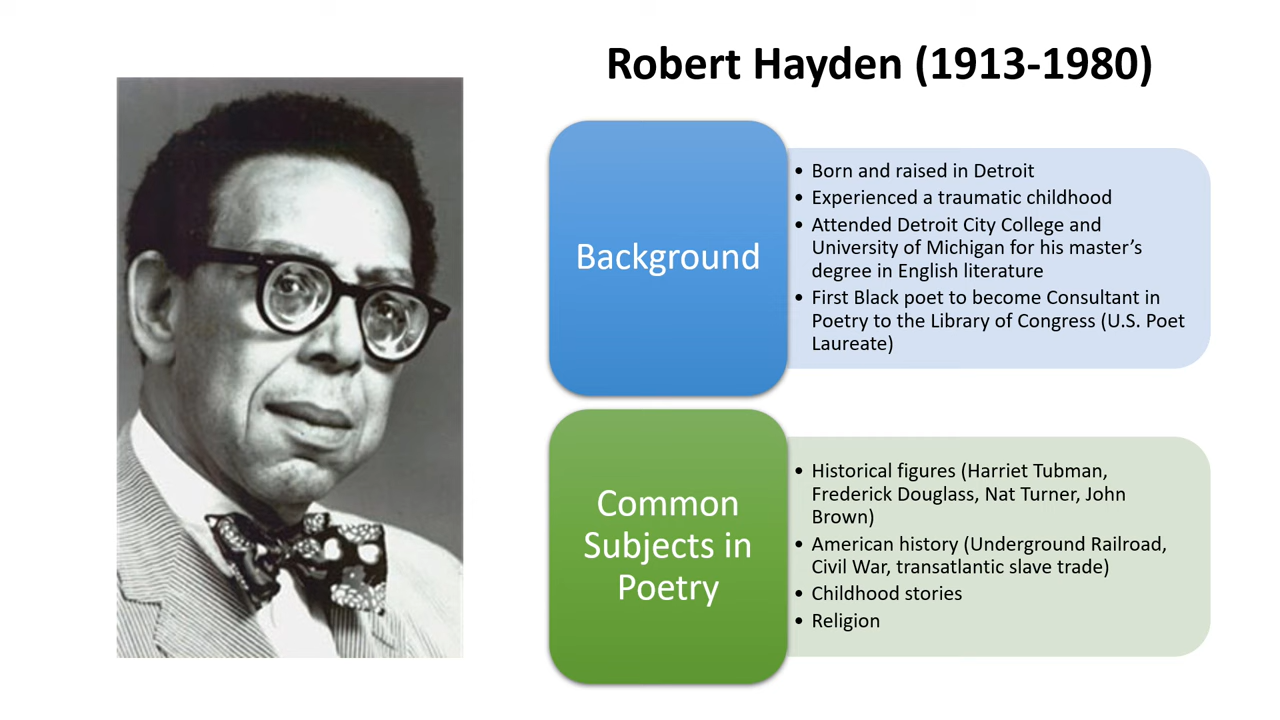 Robert Hayden (1913-1980)
Background
• Born and raised in Detroit
• Experienced a traumatic childhood
• Attended Detroit City College and
University of Michigan for his master’s
degree in English literature
• First Black poet to become Consultant in
Poetry to the Library of Congress (U.S. Poet
Laureate)
Common
Subjects in
Poetry
• Historical figures (Harriet Tubman,
Frederick Douglass, Nat Turner, John
Brown)
• American history (Underground Railroad,
Civil War, transatlantic slave trade)
• Childhood stories
• Religion